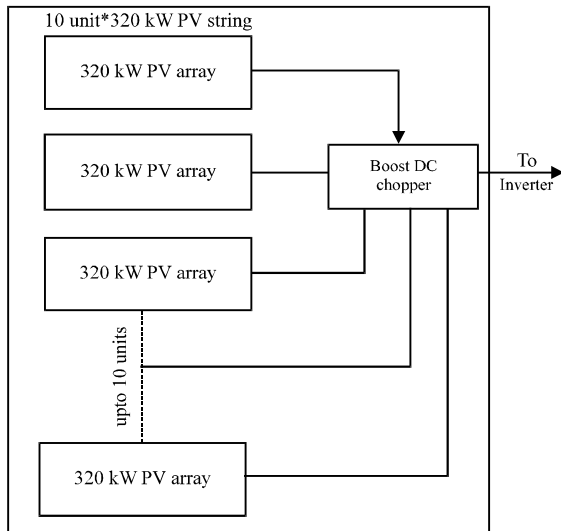 10 unit*320 kW PV string
320 kW PV array
320 kW PV array
Boost DC
chopper
To
Inverter
320 kW PV array
upto 10 units
320 kW PV array